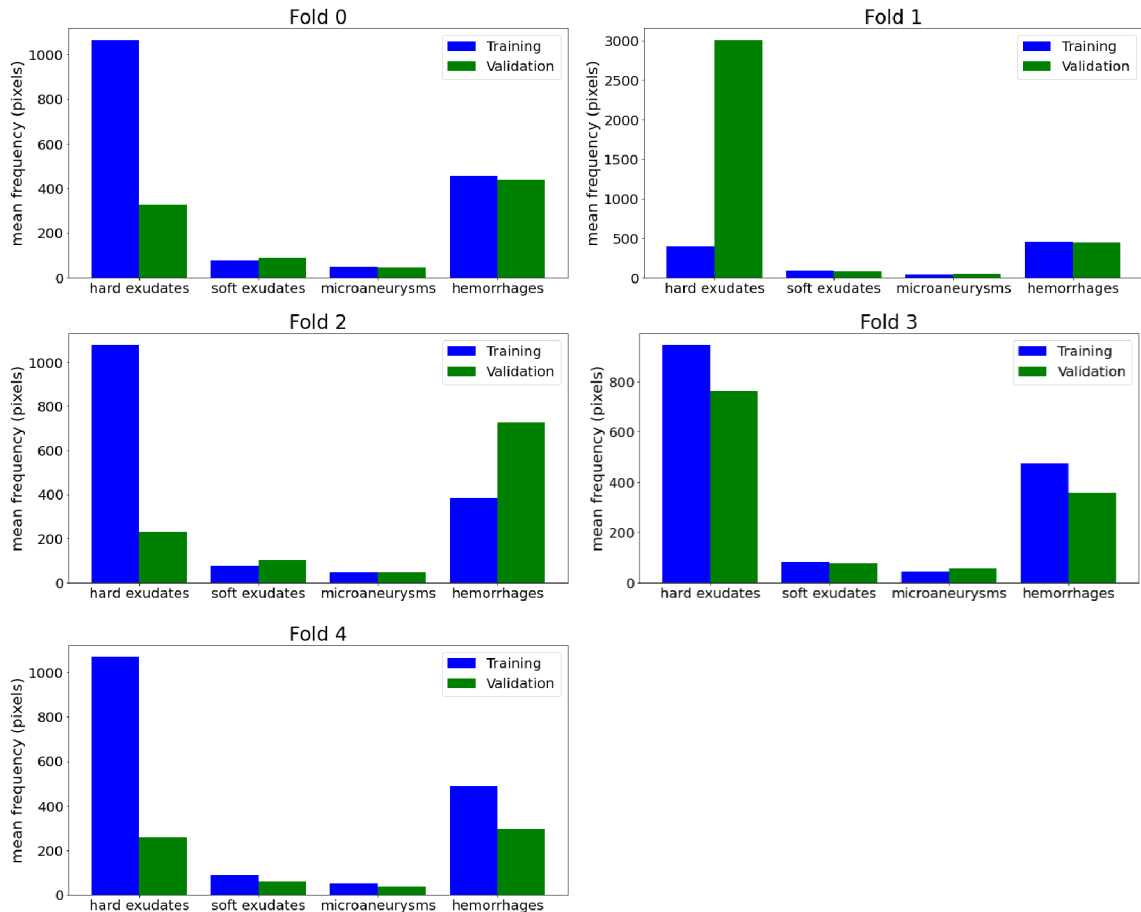 Fold 0
mean frequency (pixels)
1000
800
600
400
200
0
Training
Validation
hard exudates soft exudates microaneurysms hemorrhages
Fold 1
mean frequency (pixels)
3000
2500
2000
1500
1000
500
0
Training
Validation
hard exudates soft exudates microaneurysms hemorrhages
Fold 2
mean frequency (pixels)
1000
800
600
400
200
0
Training
Validation
hard exudates soft exudates microaneurysms hemorrhages
Fold 3
mean frequency (pixels)
800
600
400
200
0
Training
Validation
hard exudates soft exudates microaneurysms hemorrhages
Fold 4
mean frequency (pixels)
1000
800
600
400
200
0
Training
Validation
hard exudates soft exudates microaneurysms hemorrhages